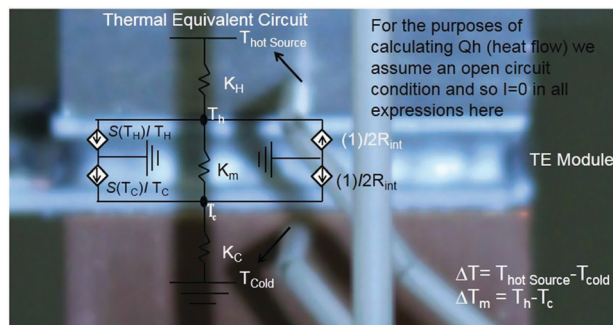 Thermal Equivalent Circuit
T_hot Source
For the purposes of
calculating Qh (heat flow) we
assume an open circuit
condition and so I=0 in all
expressions here
K_H
T_h
S(T_H)I T_H
(1)I2R_int
TE Module
K_m
S(T_C)I T_C
(1)I2R_int
T_c
K_C
T_Cold
ΔT= T_hot Source-T_cold
ΔT_m = T_h-T_c